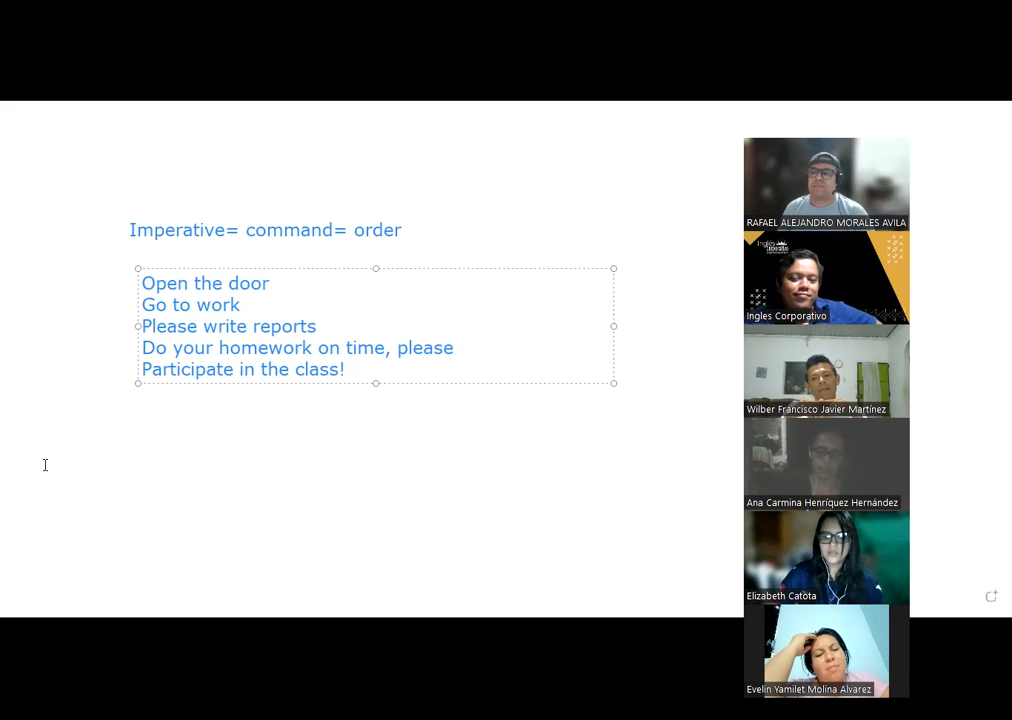 Imperative= command= order
Open the door
Go to work
Please write reports
Do your homework on time, please
Participate in the class!
RAFAEL ALEJANDRO MORALES AVILA
Inglés
Corporativo
Ingles Corporativo
Wilber Francisco Javier Martínez
Ana Carmina Henríquez Hernández
Elizabeth Catota
Evelin Yamilet Molina Alvarez